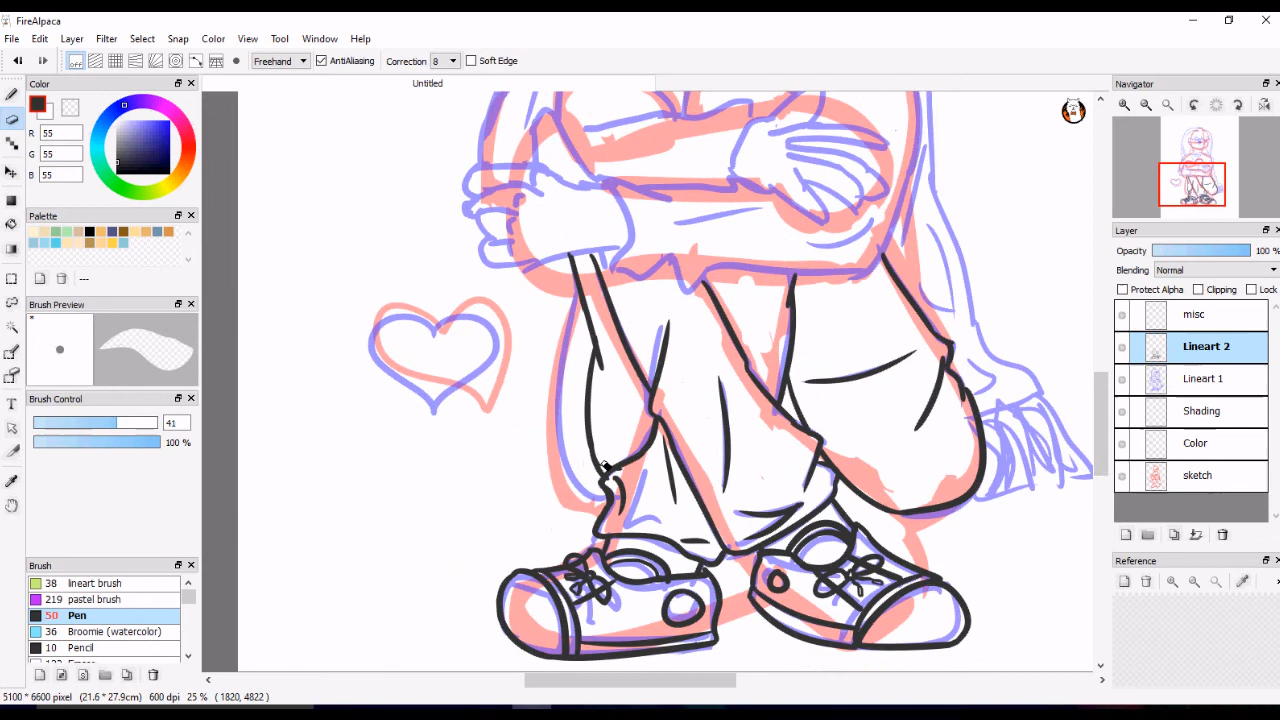 FireAlpaca
File Edit Layer Filter Select Snap Color View Tool Window Help
OFF Freehand AntiAliasing Correction 8 Soft Edge
Color Untitled Navigator
R 55
G 55
B 55
Palette
---
Layer
Opacity 100 %
Blending Normal
Protect Alpha Clipping Lock
Brush Preview
*
misc
Lineart 2
Lineart 1
Shading
Color
sketch
Brush Control
41
100 %
Reference
Brush
38 lineart brush
219 pastel brush
50 Pen
36 Broomie (watercolor)
10 Pencil
5100 * 6600 pixel (21.6 * 27.9cm) 600 dpi 25 % ( 1820, 4822 )